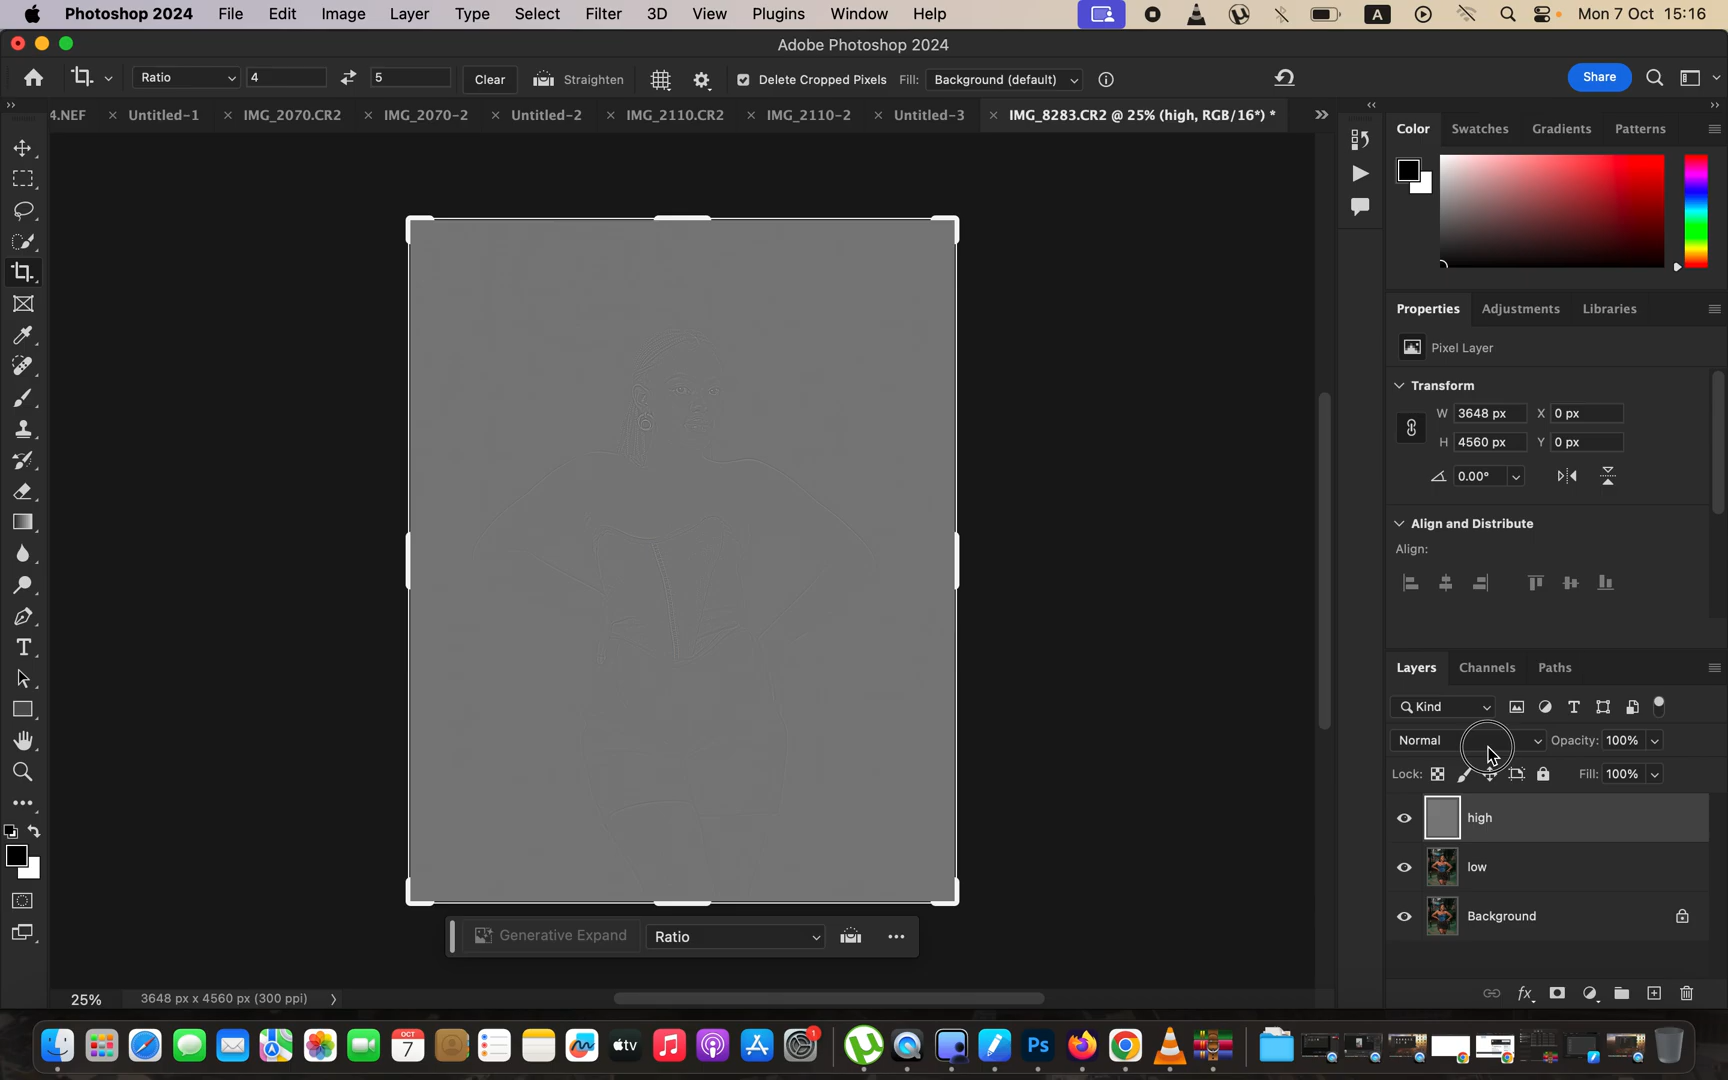 Photoshop 2024 File Edit Image Layer Type Select Filter 3D View Plugins Window Help A Mon 7 Oct 15:16
Adobe Photoshop 2024
Ratio 4 5 Clear Straighten Delete Cropped Pixels Fill: Background (default) Share
4.NEF × Untitled-1 × IMG_2070.CR2 × IMG_2070-2 × Untitled-2 × IMG_2110.CR2 × IMG_2110-2 × Untitled-3 × IMG_8283.CR2 @ 25% (high, RGB/16*) *
Color Swatches Gradients Patterns
Properties Adjustments Libraries
Pixel Layer
Transform
W 3648 px X 0 px
H 4560 px Y 0 px
0.00°
Align and Distribute
Align:
Layers Channels Paths
Kind
Normal Opacity: 100%
Lock: Fill: 100%
high
low
Background
Generative Expand Ratio
25% 3648 px x 4560 px (300 ppi)
OCT
7
tv
1
Ps